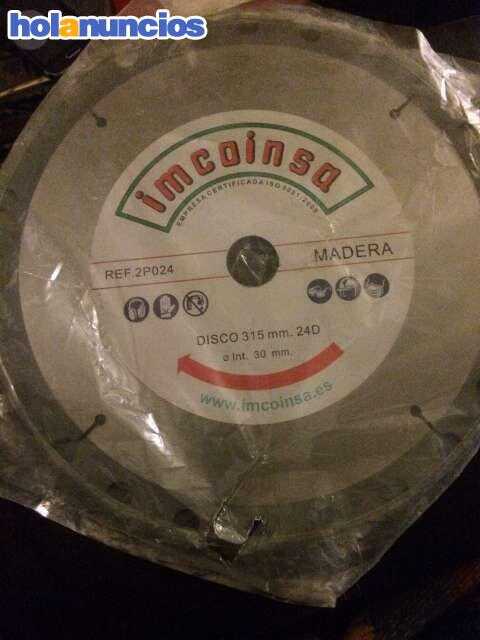 holanuncios
imcoinsa
EMPRESA CERTIFICADA ISO 9001/2008
REF.2P024
MADERA
DISCO 315 mm. 24D
ø Int. 30 mm.
www.imcoinsa.es